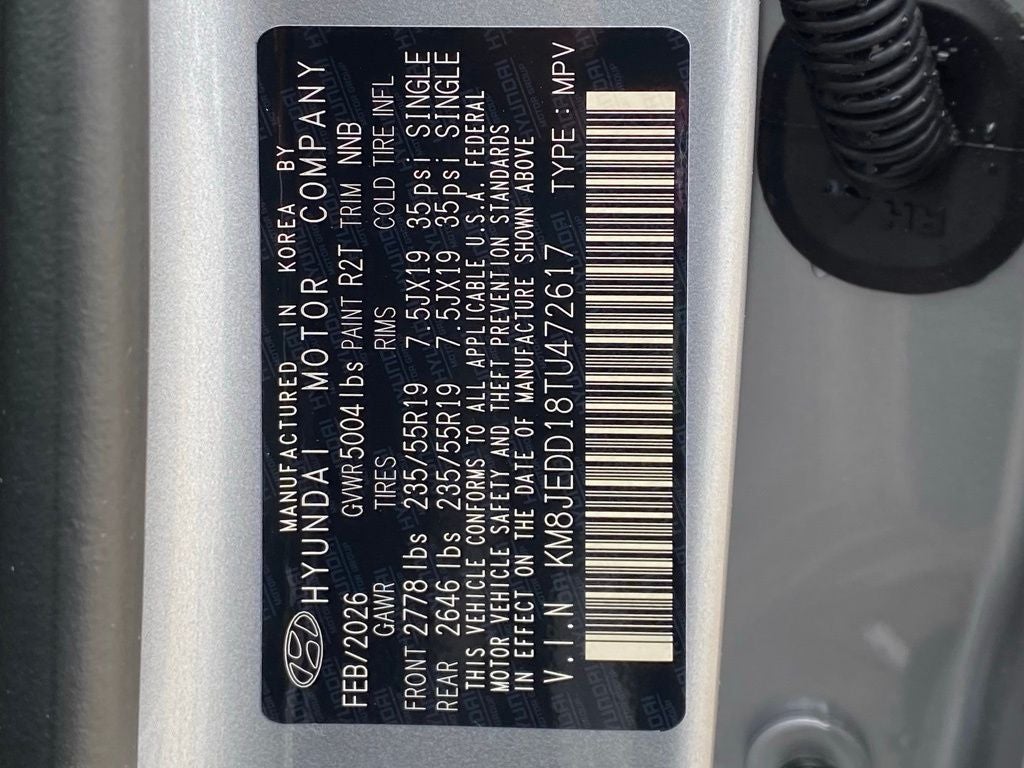 MANUFACTURED IN KOREA BY
HYUNDAI MOTOR COMPANY
FEB/2026 GVWR5004lbs PAINT R2T TRIM NNB
GAWR TIRES RIMS COLD TIRE INFL
FRONT 2778 lbs 235/55R19 7.5JX19 35psi SINGLE
REAR 2646 lbs 235/55R19 7.5JX19 35psi SINGLE
THIS VEHICLE CONFORMS TO ALL APPLICABLE U.S.A. FEDERAL
MOTOR VEHICLE SAFETY AND THEFT PREVENTION STANDARDS
IN EFFECT ON THE DATE OF MANUFACTURE SHOWN ABOVE
V.I.N KM8JEDD18TU472617 TYPE : MPV